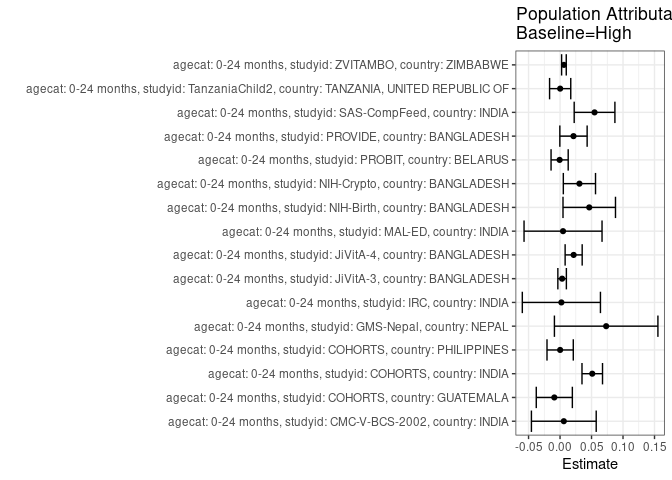 Population Attributa
Baseline=High
agecat: 0-24 months, studyid: ZVITAMBO, country: ZIMBABWE
agecat: 0-24 months, studyid: TanzaniaChild2, country: TANZANIA, UNITED REPUBLIC OF
agecat: 0-24 months, studyid: SAS-CompFeed, country: INDIA
agecat: 0-24 months, studyid: PROVIDE, country: BANGLADESH
agecat: 0-24 months, studyid: PROBIT, country: BELARUS
agecat: 0-24 months, studyid: NIH-Crypto, country: BANGLADESH
agecat: 0-24 months, studyid: NIH-Birth, country: BANGLADESH
agecat: 0-24 months, studyid: MAL-ED, country: INDIA
agecat: 0-24 months, studyid: JiVitA-4, country: BANGLADESH
agecat: 0-24 months, studyid: JiVitA-3, country: BANGLADESH
agecat: 0-24 months, studyid: IRC, country: INDIA
agecat: 0-24 months, studyid: GMS-Nepal, country: NEPAL
agecat: 0-24 months, studyid: COHORTS, country: PHILIPPINES
agecat: 0-24 months, studyid: COHORTS, country: INDIA
agecat: 0-24 months, studyid: COHORTS, country: GUATEMALA
agecat: 0-24 months, studyid: CMC-V-BCS-2002, country: INDIA
-0.05 0.00 0.05 0.10 0.15
Estimate